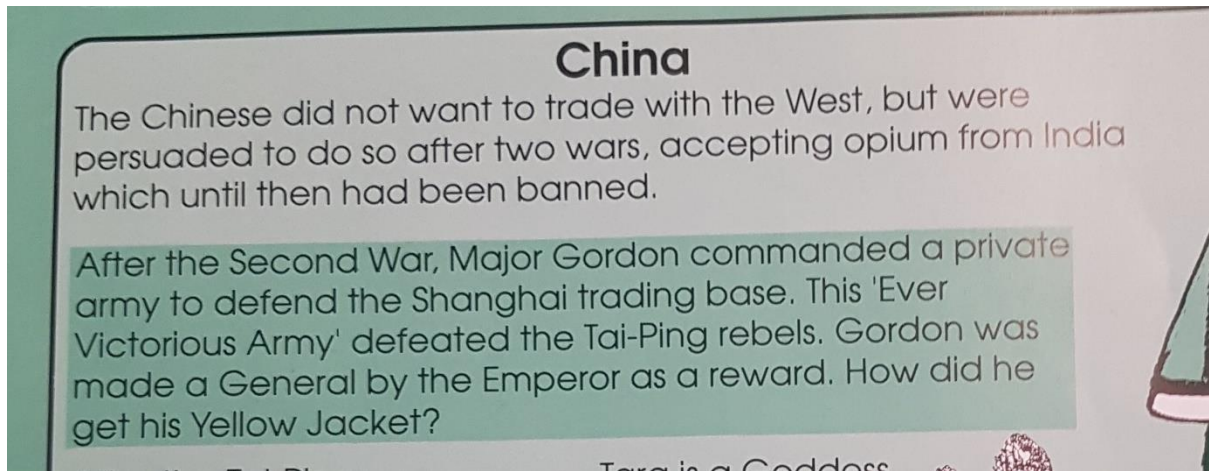 China
The Chinese did not want to trade with the West, but were
persuaded to do so after two wars, accepting opium from India
which until then had been banned.
After the Second War, Major Gordon commanded a private
army to defend the Shanghai trading base. This 'Ever
Victorious Army' defeated the Tai-Ping rebels. Gordon was
made a General by the Emperor as a reward. How did he
get his Yellow Jacket?
Tara is a Goddess